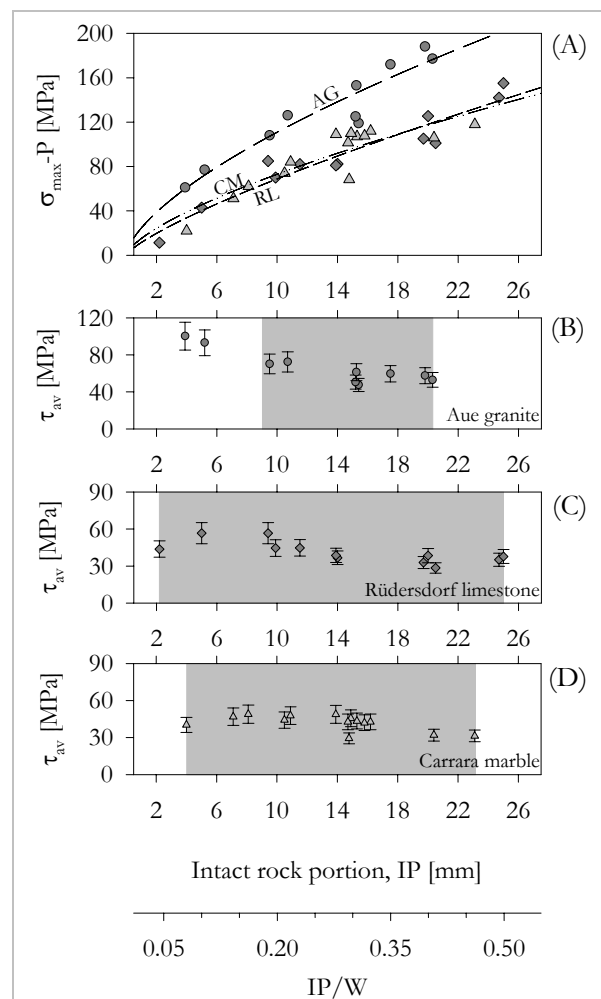 200
(A)
160
120
80
40
0
σmax-P [MPa]
AG
CM
RL
2 6 10 14 18 22 26
120
(B)
80
40
0
τav [MPa]
Aue granite
2 6 10 14 18 22 26
90
(C)
60
30
0
τav [MPa]
Rüdersdorf limestone
2 6 10 14 18 22 26
90
(D)
60
30
0
τav [MPa]
Carrara marble
2 6 10 14 18 22 26
Intact rock portion, IP [mm]
0.05 0.20 0.35 0.50
IP/W